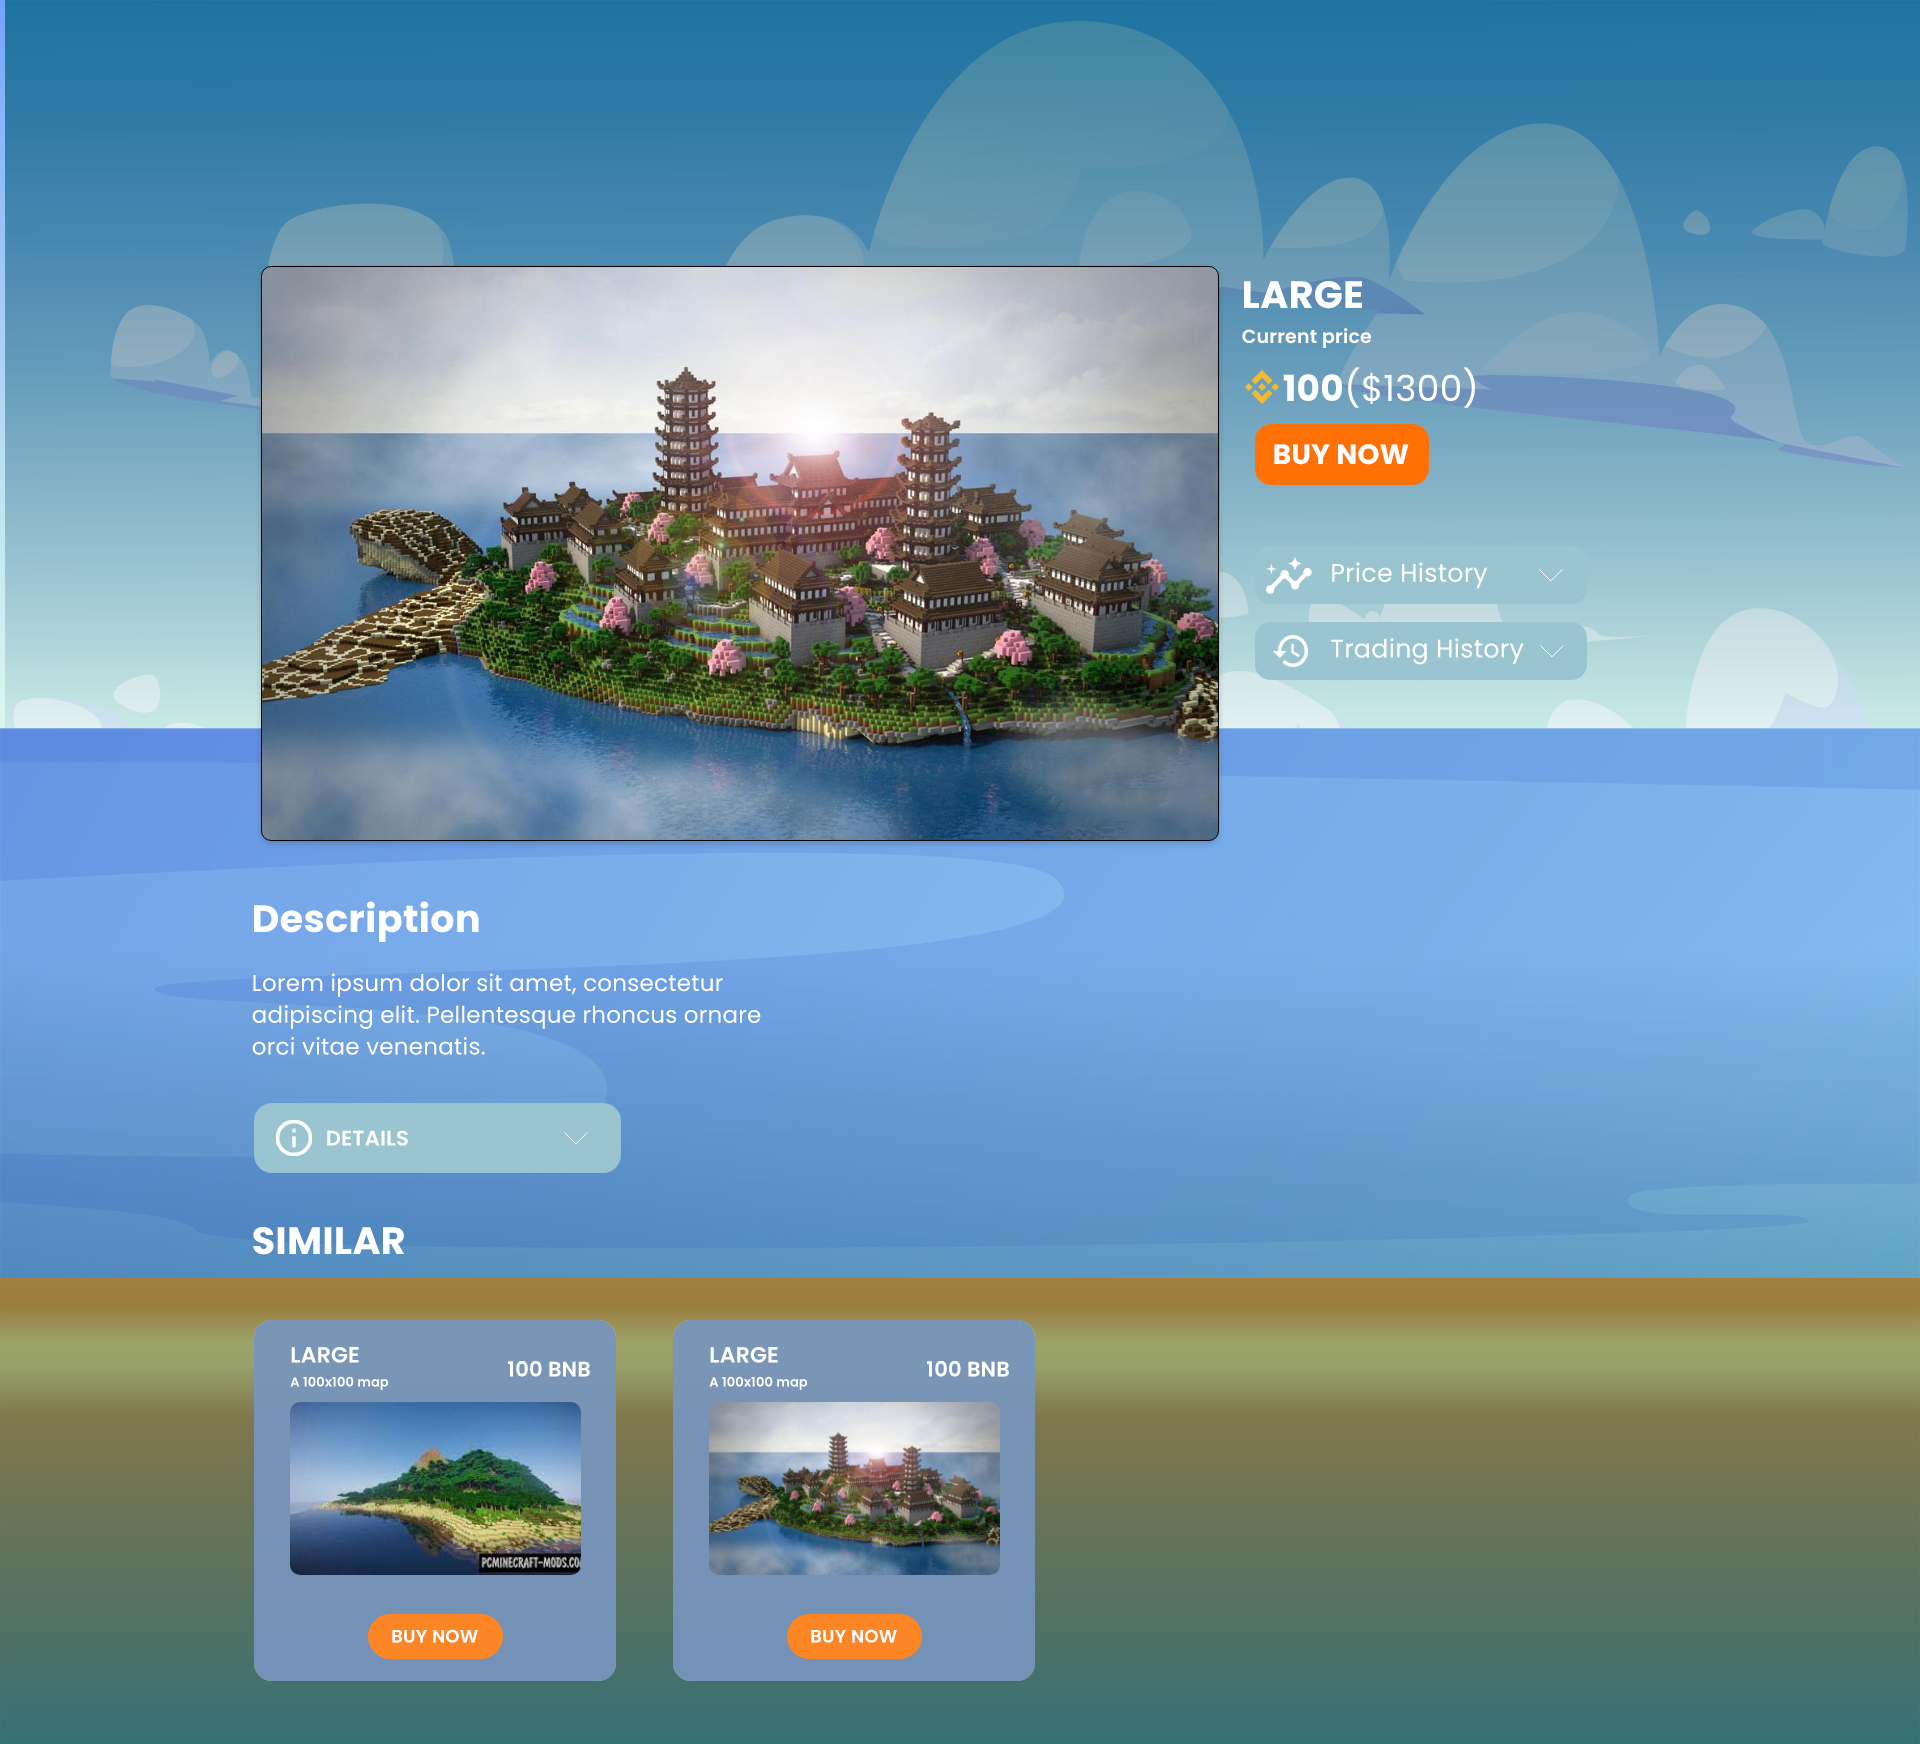 LARGE
Current price
100($1300)
BUY NOW
Price History
Trading History
Description
Lorem ipsum dolor sit amet, consectetur
adipiscing elit. Pellentesque rhoncus ornare
orci vitae venenatis.
DETAILS
SIMILAR
LARGE
A 100x100 map
100 BNB
PCMINECRAFT-MODS.CO
BUY NOW
LARGE
A 100x100 map
100 BNB
BUY NOW